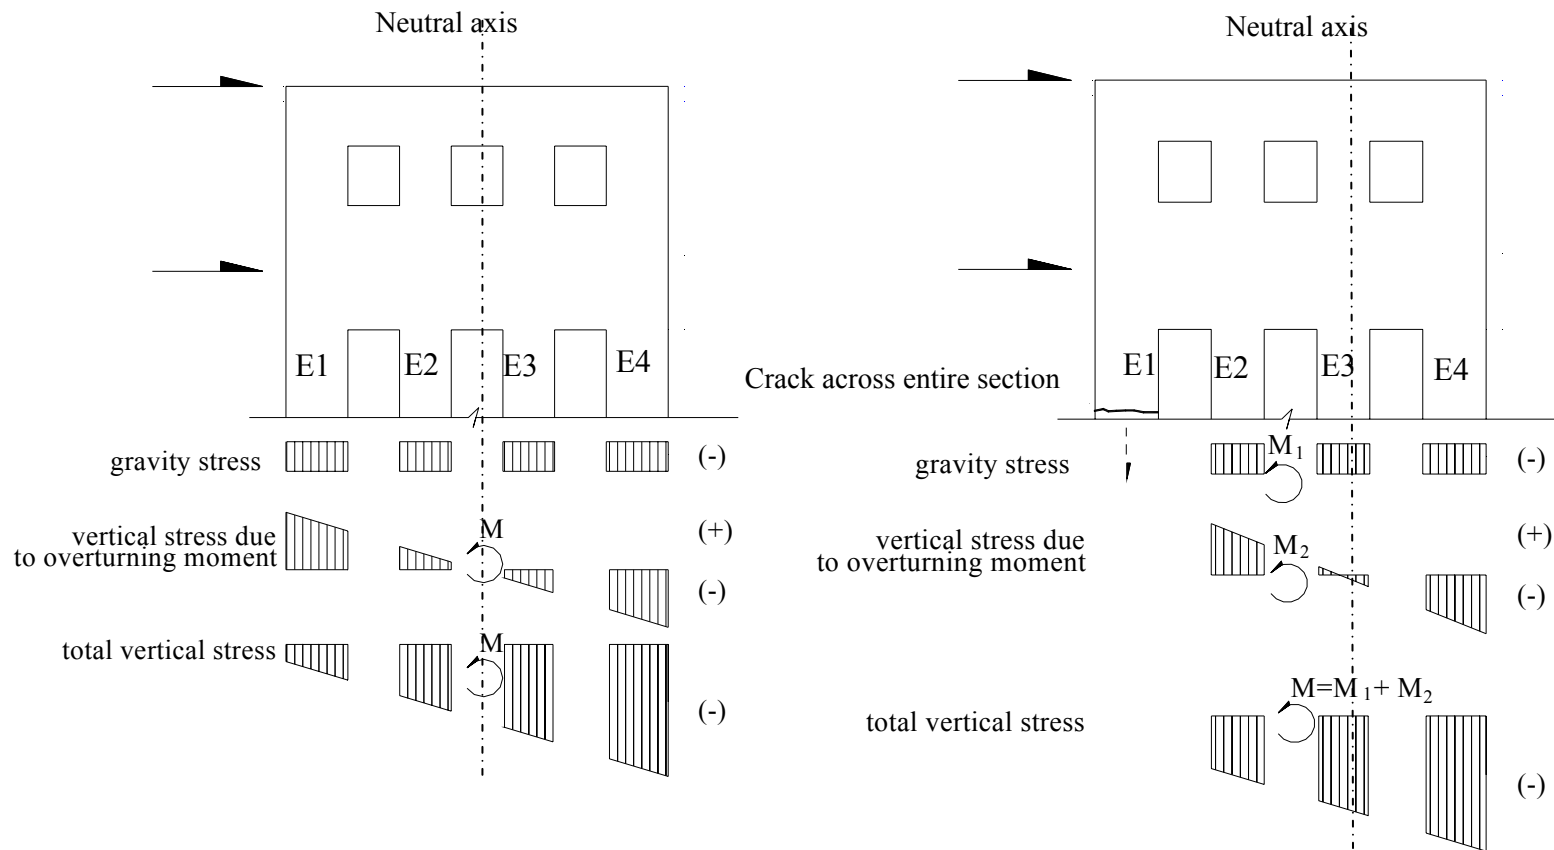 Neutral axis
E1
E2
E3
E4
gravity stress
(-)
vertical stress due
to overturning moment
M
(+)
(-)
total vertical stress
M
(-)
Neutral axis
Crack across entire section
E1
E2
E3
E4
gravity stress
M1
(-)
vertical stress due
to overturning moment
M2
(+)
(-)
M=M1+ M2
total vertical stress
(-)